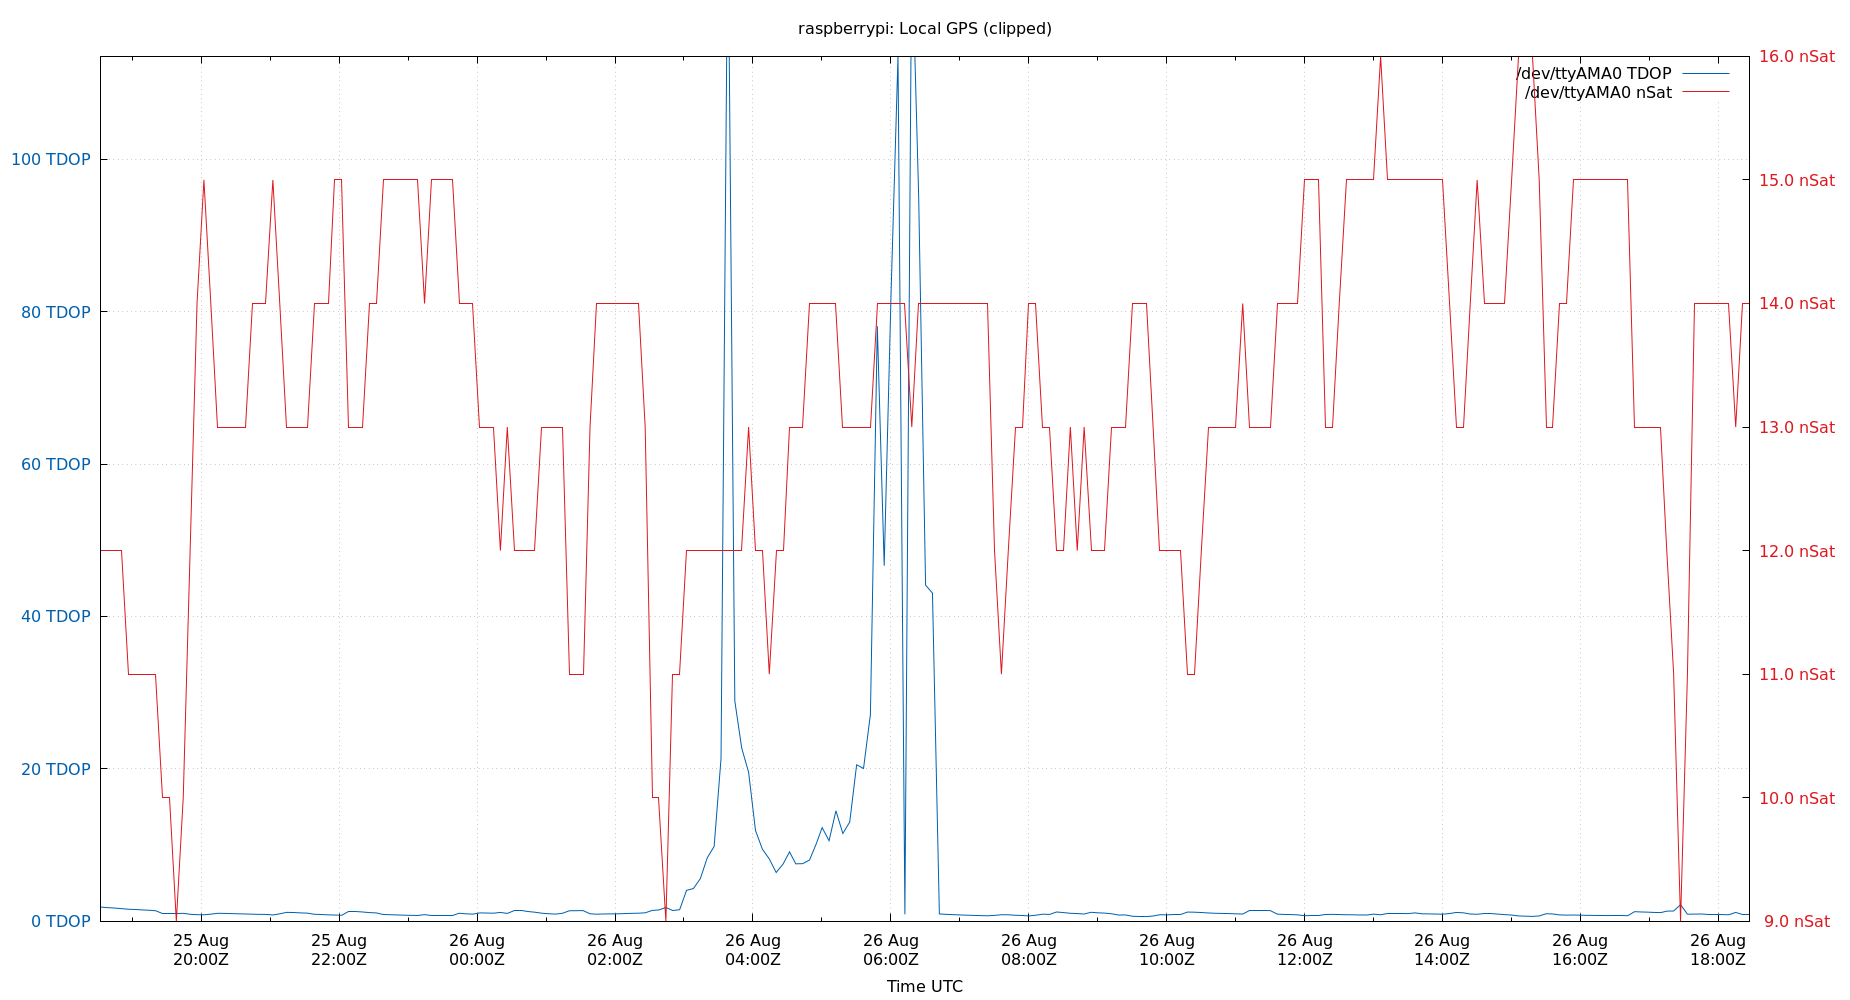 raspberrypi: Local GPS (clipped)
/dev/ttyAMA0 TDOP
/dev/ttyAMA0 nSat
100 TDOP
80 TDOP
60 TDOP
40 TDOP
20 TDOP
0 TDOP
16.0 nSat
15.0 nSat
14.0 nSat
13.0 nSat
12.0 nSat
11.0 nSat
10.0 nSat
9.0 nSat
25 Aug 25 Aug 26 Aug 26 Aug 26 Aug 26 Aug 26 Aug 26 Aug 26 Aug 26 Aug 26 Aug 26 Aug
20:00Z 22:00Z 00:00Z 02:00Z 04:00Z 06:00Z 08:00Z 10:00Z 12:00Z 14:00Z 16:00Z 18:00Z
Time UTC